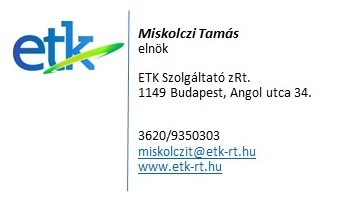 etk
Miskolczi Tamás
elnök
ETK Szolgáltató zRt.
1149 Budapest, Angol utca 34.
3620/9350303
miskolczit@etk-rt.hu
www.etk-rt.hu